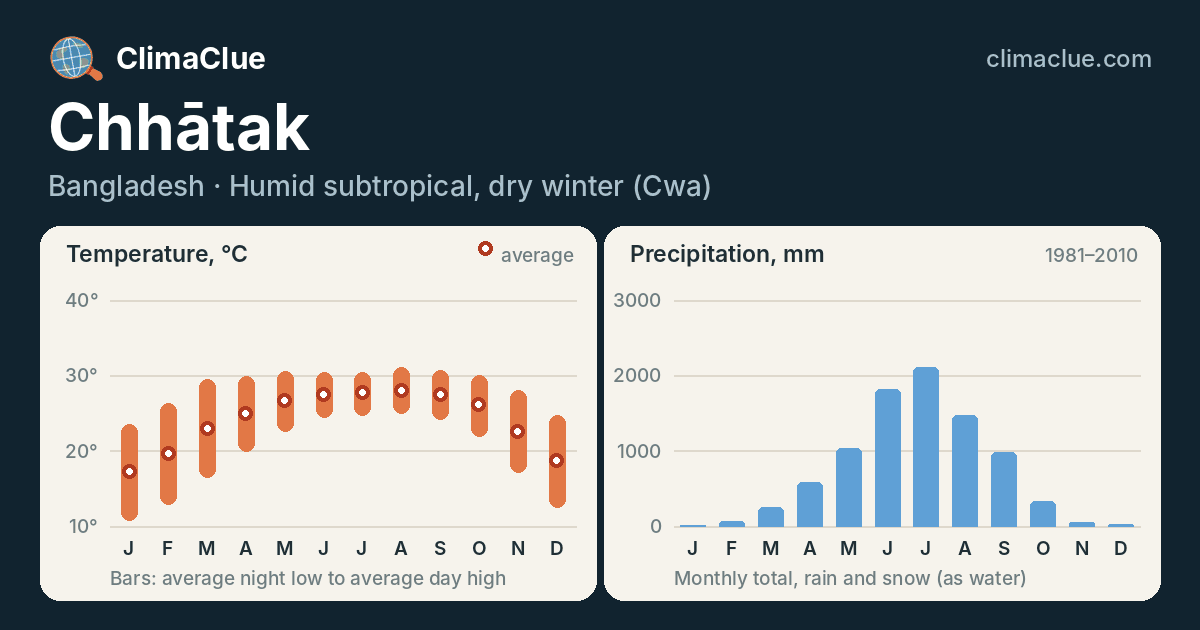 ClimaClue
climaclue.com
Chhātak
Bangladesh · Humid subtropical, dry winter (Cwa)
Temperature, °C
average
40°
30°
20°
10°
J F M A M J J A S O N D
Bars: average night low to average day high
Precipitation, mm
1981–2010
3000
2000
1000
0
J F M A M J J A S O N D
Monthly total, rain and snow (as water)